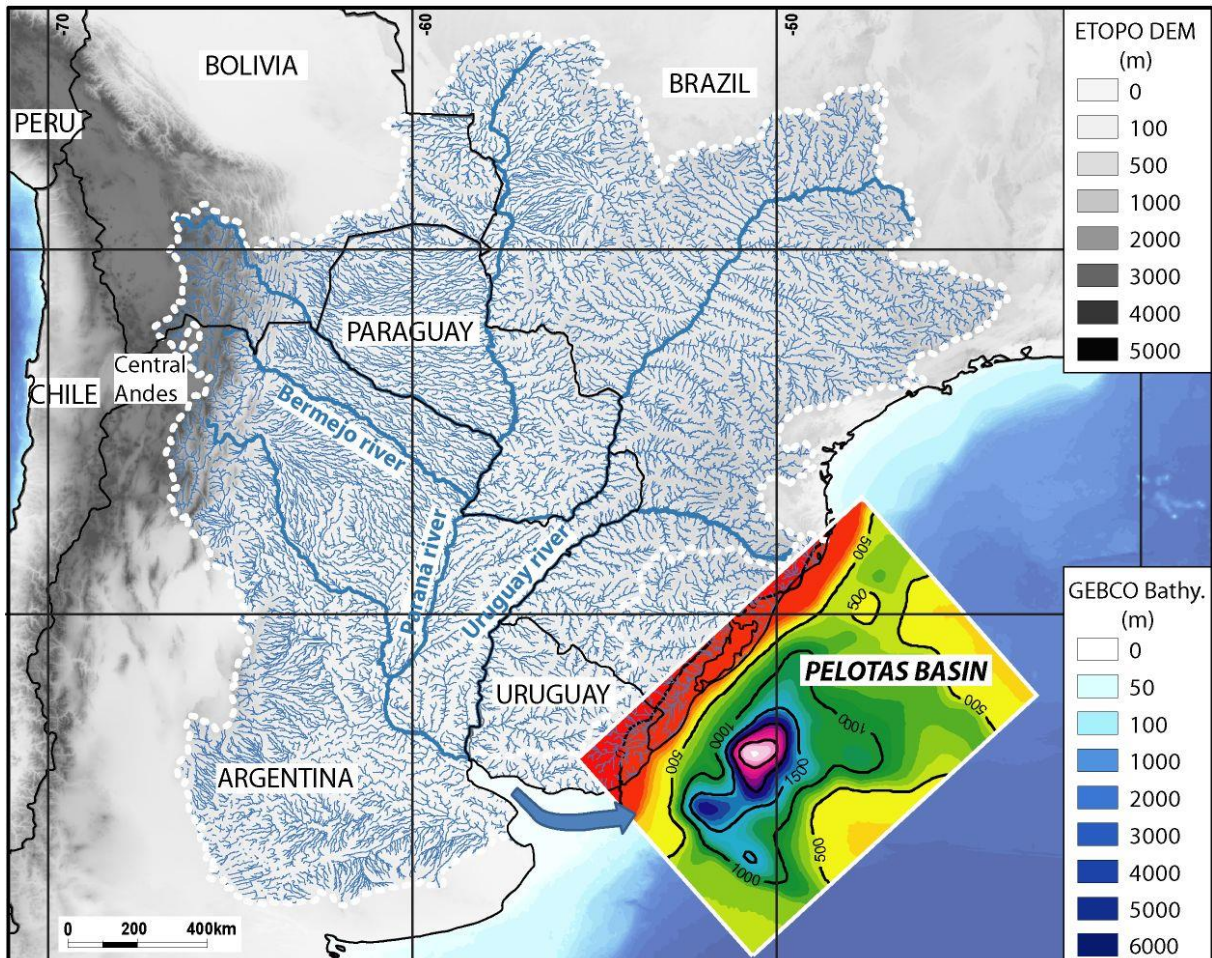 -70
-60
-50
BOLIVIA
BRAZIL
PERU
PARAGUAY
CHILE
Central
Andes
Bermejo river
Paraná river
Uruguay river
URUGUAY
ARGENTINA
PELOTAS BASIN
500
500
500
1000
1000
500
1500
500
1000
0 200 400km
ETOPO DEM
(m)
0
100
500
1000
2000
3000
4000
5000
GEBCO Bathy.
(m)
0
50
100
1000
2000
3000
4000
5000
6000